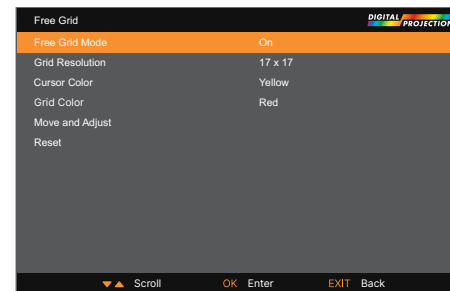 Free Grid
DIGITAL
PROJECTION
Free Grid Mode On
Grid Resolution 17 x 17
Cursor Color Yellow
Grid Color Red
Move and Adjust
Reset
Scroll OK Enter EXIT Back